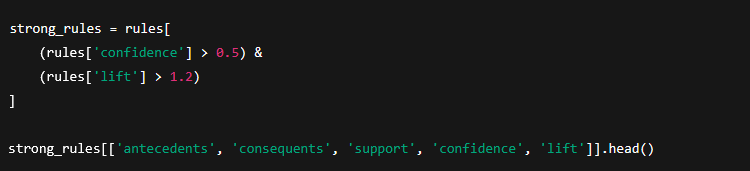 strong_rules = rules[
    (rules['confidence'] > 0.5) &
    (rules['lift'] > 1.2)
]
strong_rules[['antecedents', 'consequents', 'support', 'confidence', 'lift']].head()